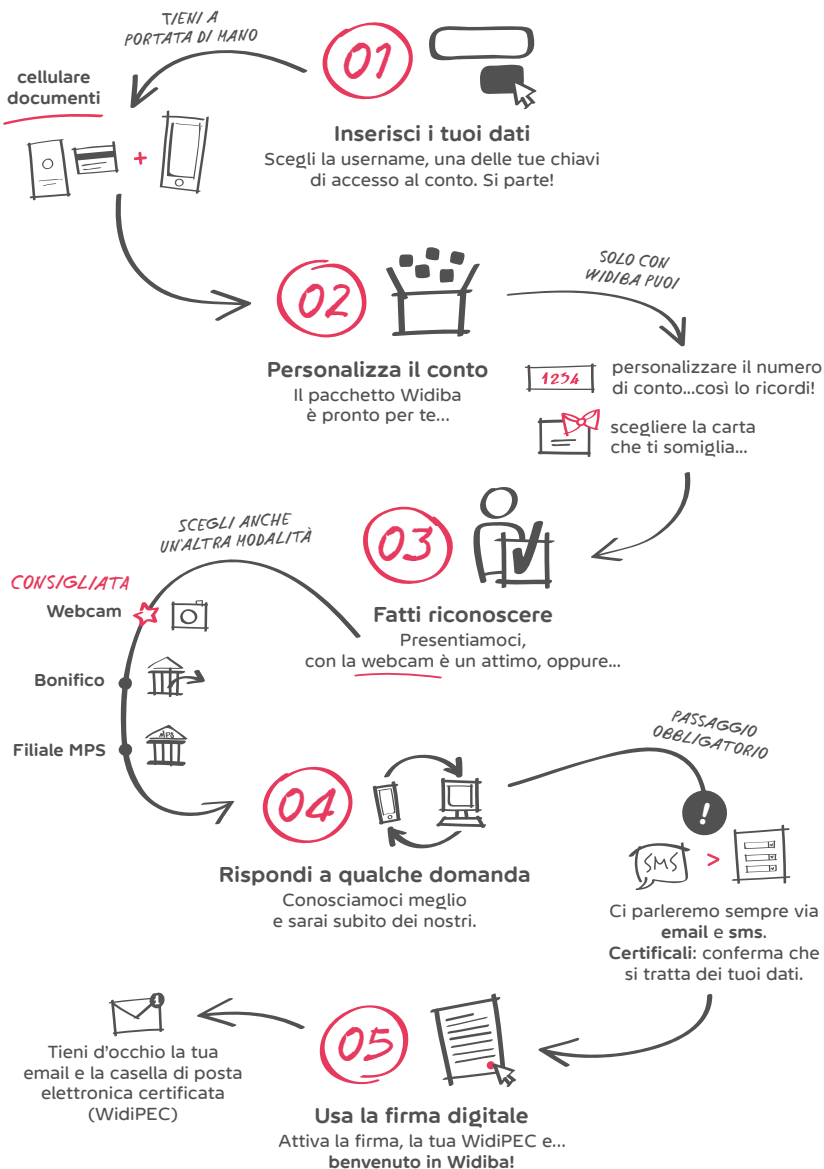 TIENI A
PORTATA DI MANO
01
cellulare
documenti
+
Inserisci i tuoi dati
Scegli la username, una delle tue chiavi
di accesso al conto. Si parte!
02
SOLO CON
WIDIBA PUOI
Personalizza il conto
Il pacchetto Widiba
è pronto per te...
1234
personalizzare il numero
di conto...così lo ricordi!
scegliere la carta
che ti somiglia...
03
SCEGLI ANCHE
UN'ALTRA MODALITÀ
CONSIGLIATA
Webcam
Bonifico
Filiale MPS
MPS
Fatti riconoscere
Presentiamoci,
con la webcam è un attimo, oppure...
04
PASSAGGIO
OBBLIGATORIO
!
Rispondi a qualche domanda
Conosciamoci meglio
e sarai subito dei nostri.
SMS >
Ci parleremo sempre via
email e sms.
Certificali: conferma che
si tratta dei tuoi dati.
1
05
Tieni d'occhio la tua
email e la casella di posta
elettronica certificata
(WidiPEC)
Usa la firma digitale
Attiva la firma, la tua WidiPEC e...
benvenuto in Widiba!